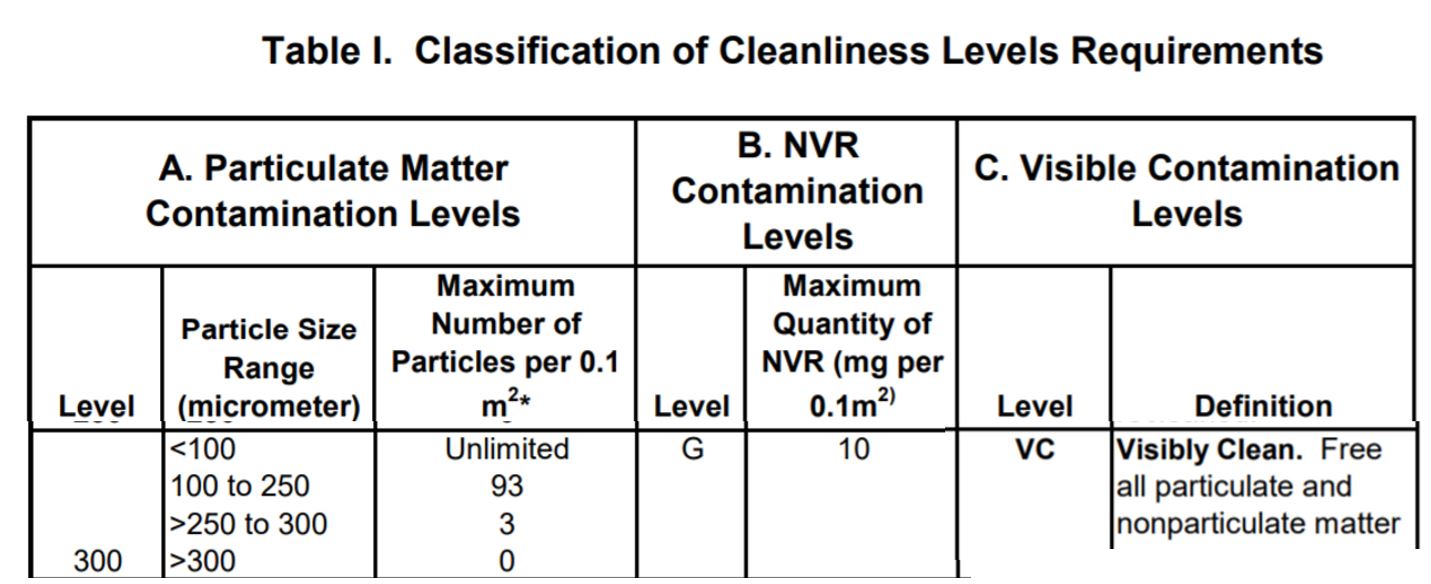 Table I. Classification of Cleanliness Levels Requirements
A. Particulate Matter
Contamination Levels
B. NVR
Contamination
Levels
C. Visible Contamination
Levels
Level
Particle Size
Range
(micrometer)
Maximum
Number of
Particles per 0.1
m²*
Level
Maximum
Quantity of
NVR (mg per
0.1m²⁾
Level
Definition
300
<100
100 to 250
>250 to 300
>300
Unlimited
93
3
0
G
10
VC
Visibly Clean. Free
all particulate and
nonparticulate matter